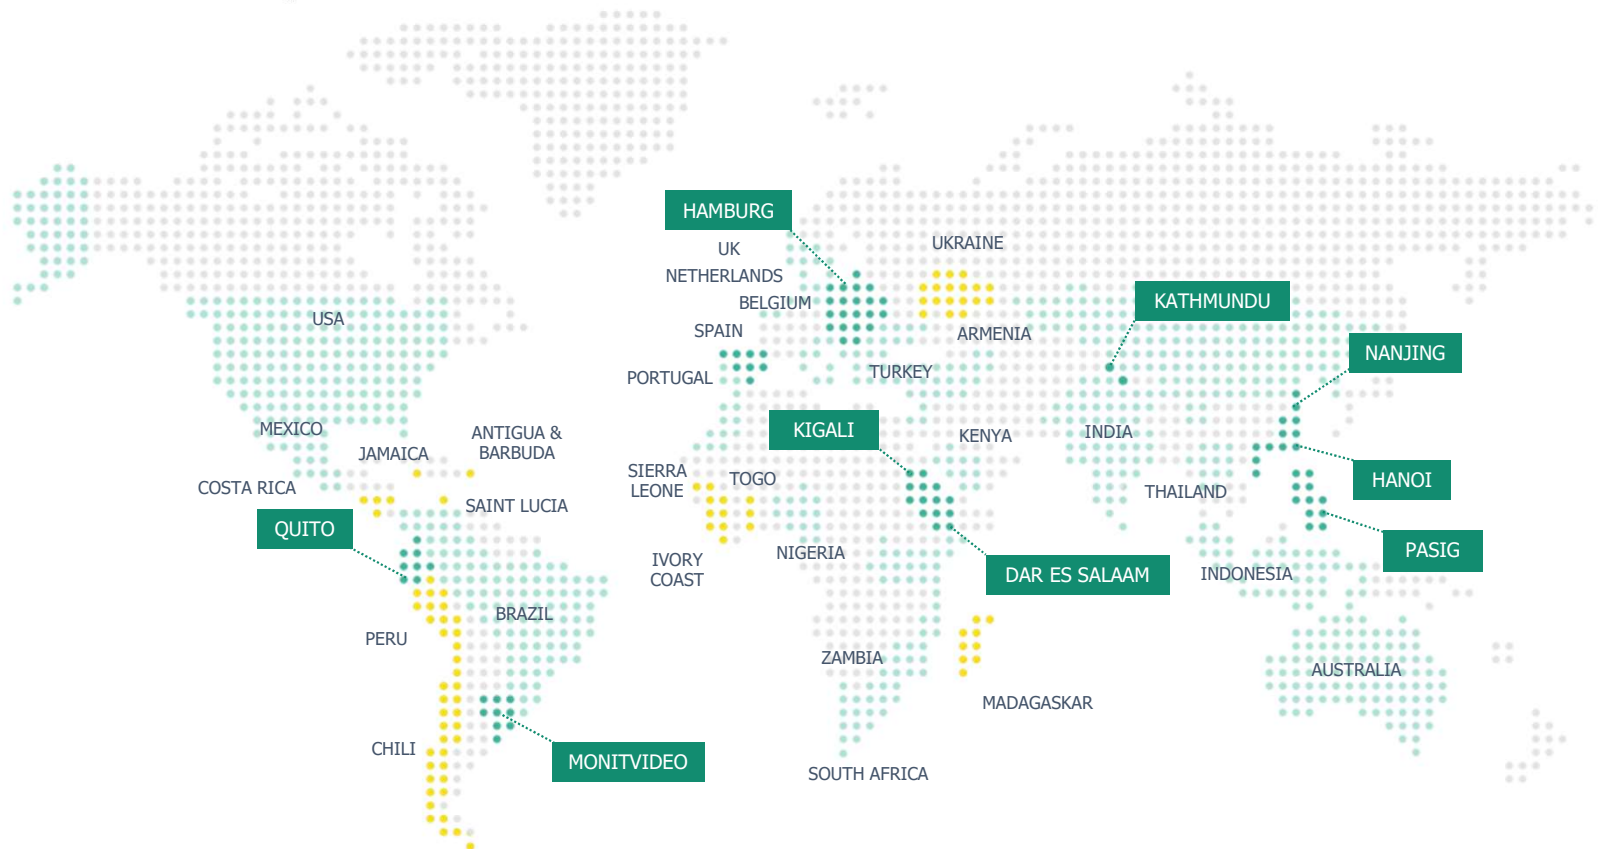 HAMBURG
UK
UKRAINE
NETHERLANDS
BELGIUM
KATHMUNDU
USA
SPAIN
ARMENIA
NANJING
PORTUGAL
TURKEY
MEXICO
JAMAICA
ANTIGUA &
BARBUDA
KIGALI
KENYA
INDIA
COSTA RICA
SAINT LUCIA
SIERRA
LEONE
TOGO
THAILAND
HANOI
QUITO
IVORY
COAST
NIGERIA
DAR ES SALAAM
INDONESIA
PASIG
PERU
BRAZIL
ZAMBIA
MADAGASKAR
AUSTRALIA
CHILI
MONITVIDEO
SOUTH AFRICA